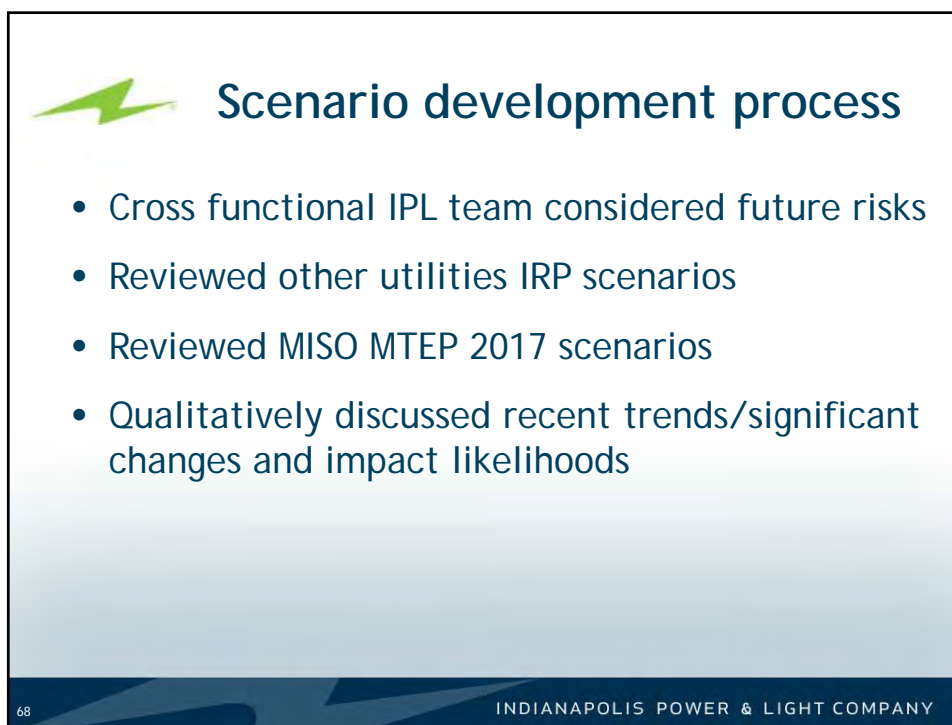 Scenario development process
• Cross functional IPL team considered future risks
• Reviewed other utilities IRP scenarios
• Reviewed MISO MTEP 2017 scenarios
• Qualitatively discussed recent trends/significant
changes and impact likelihoods
68
INDIANAPOLIS POWER & LIGHT COMPANY